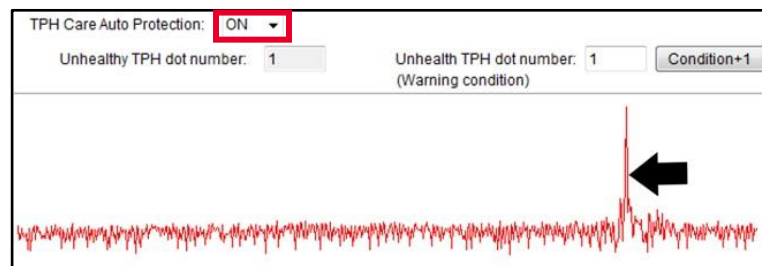 TPH Care Auto Protection: ON
Unhealthy TPH dot number: 1 Unhealth TPH dot number: 1 Condition+1
(Warning condition)